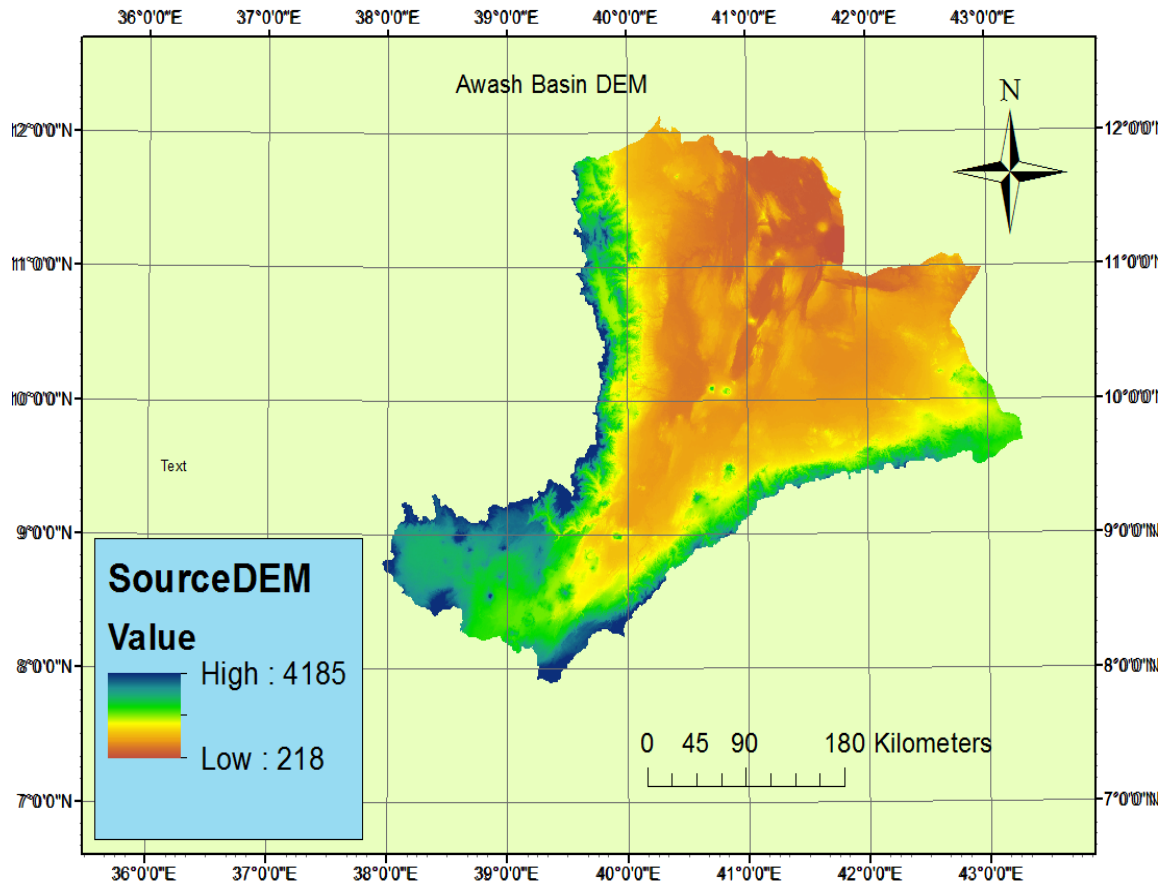 36°0'0"E 37°0'0"E 38°0'0"E 39°0'0"E 40°0'0"E 41°0'0"E 42°0'0"E 43°0'0"E
Awash Basin DEM
N
12°0'0"N 12°0'0"N
11°0'0"N 11°0'0"N
10°0'0"N 10°0'0"N
Text
9°0'0"N 9°0'0"N
SourceDEM
Value
High : 4185
Low : 218
8°0'0"N 8°0'0"N
0 45 90 180 Kilometers
7°0'0"N 7°0'0"N
36°0'0"E 37°0'0"E 38°0'0"E 39°0'0"E 40°0'0"E 41°0'0"E 42°0'0"E 43°0'0"E